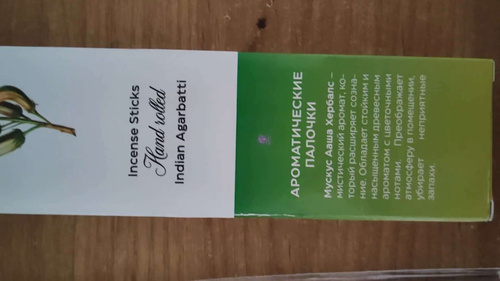 Incense Sticks
Hand rolled
Indian Agarbatti
АРОМАТИЧЕСКИЕ
ПАЛОЧКИ
Мускус Ааша Хербалс –
мистический аромат, ко-
торый расширяет созна-
ние. Обладает стойким и
насыщенным древесным
ароматом с цветочными
нотами. Преображает
атмосферу в помещении,
убирает неприятные
запахи.